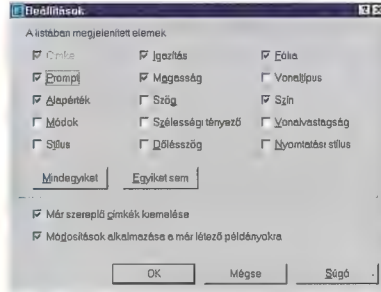 Beállítások
A listában megjelenített elemek
Címke
Igazítás
Fólia
Prompt
Magasság
Vonaltípus
Alapérték
Szög
Szín
Módok
Szélességi tényező
Vonalvastagság
Stílus
Dőlésszög
Nyomtatási stílus
Mindegyiket
Egyiket sem
Már szereplő címkék kiemelése
Módosítások alkalmazása a már létező példányokra
OK
Mégse
Súgó